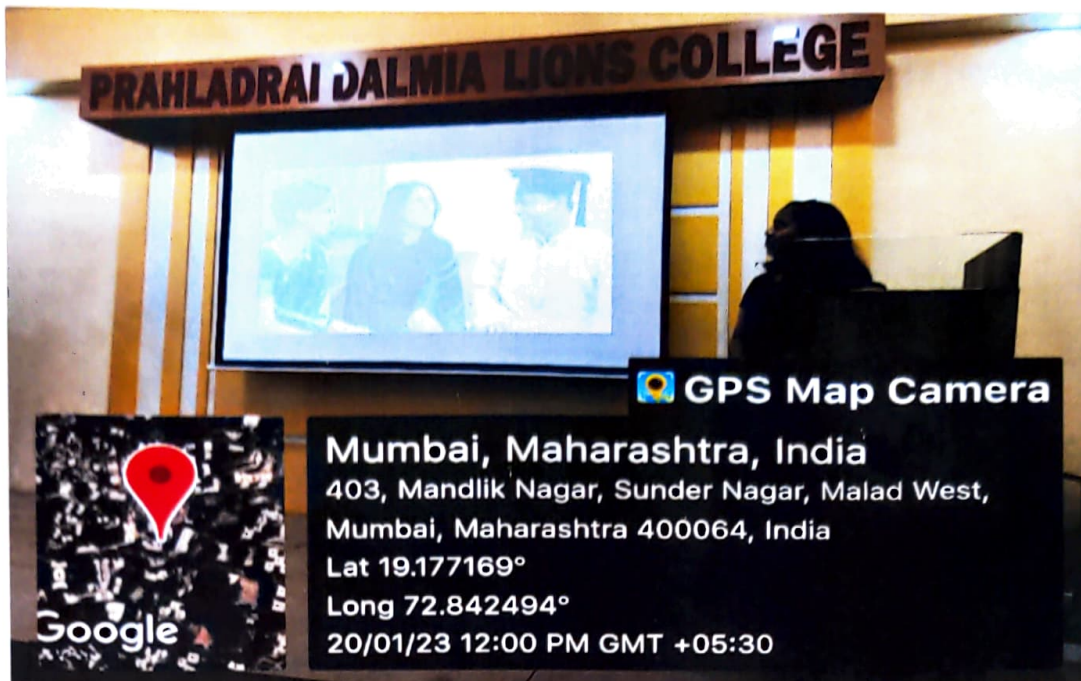 PRAHLADRAI DALMIA LIONS COLLEGE
GPS Map Camera
Mumbai, Maharashtra, India
403, Mandlik Nagar, Sunder Nagar, Malad West,
Mumbai, Maharashtra 400064, India
Lat 19.177169°
Long 72.842494°
20/01/23 12:00 PM GMT +05:30
Google